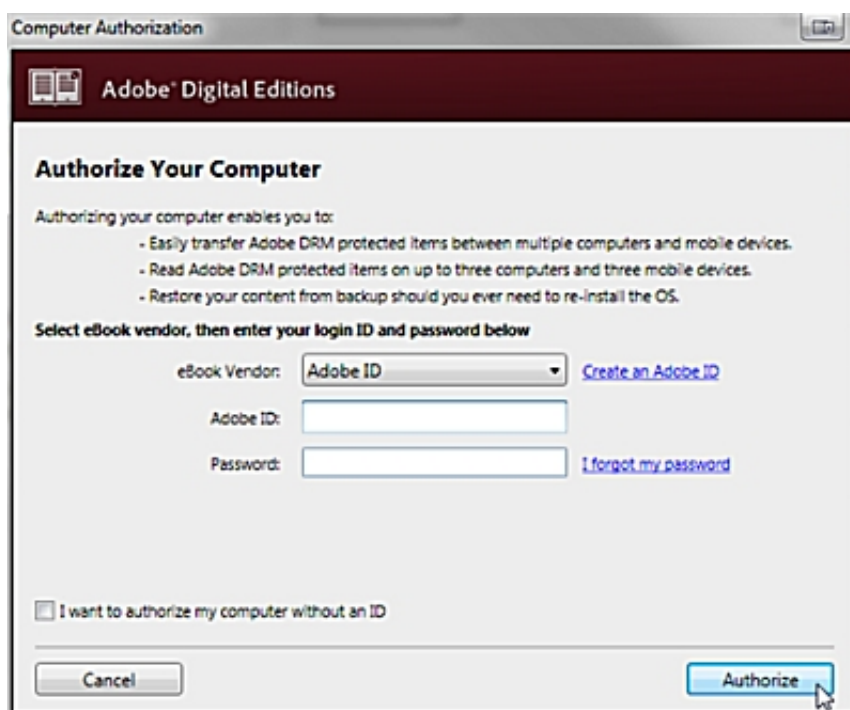 Computer Authorization
Adobe® Digital Editions
Authorize Your Computer
Authorizing your computer enables you to:
- Easily transfer Adobe DRM protected items between multiple computers and mobile devices.
- Read Adobe DRM protected items on up to three computers and three mobile devices.
- Restore your content from backup should you ever need to re-install the OS.
Select eBook vendor, then enter your login ID and password below
eBook Vendor: Adobe ID Create an Adobe ID
Adobe ID:
Password: I forgot my password
I want to authorize my computer without an ID
Cancel Authorize